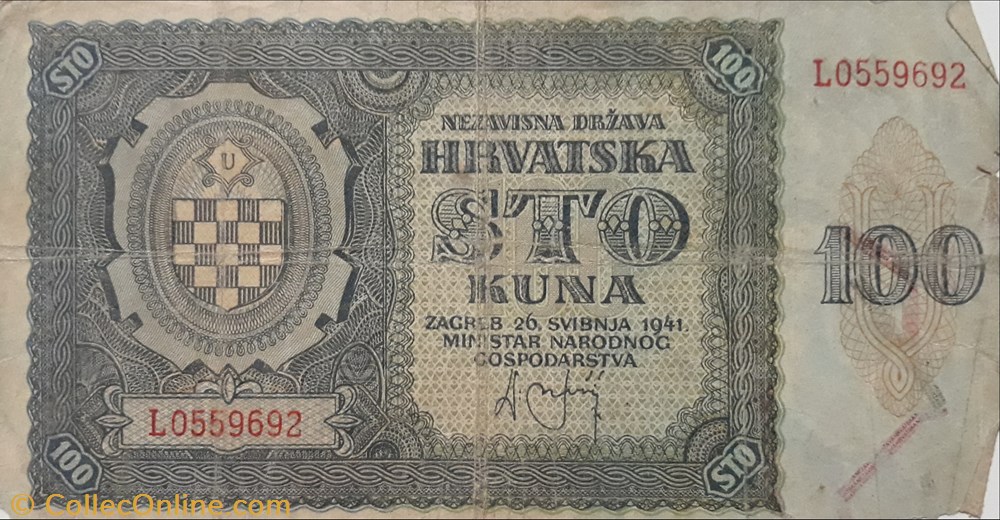 STO
100
L0559692
U
NEZAVISNA DRŽAVA
HRVATSKA
STO
KUNA
ZAGREB 26. SVIBNJA 1941.
MINISTAR NARODNOG
GOSPODARSTVA
100
L0559692
100
STO
© CollecOnline.com